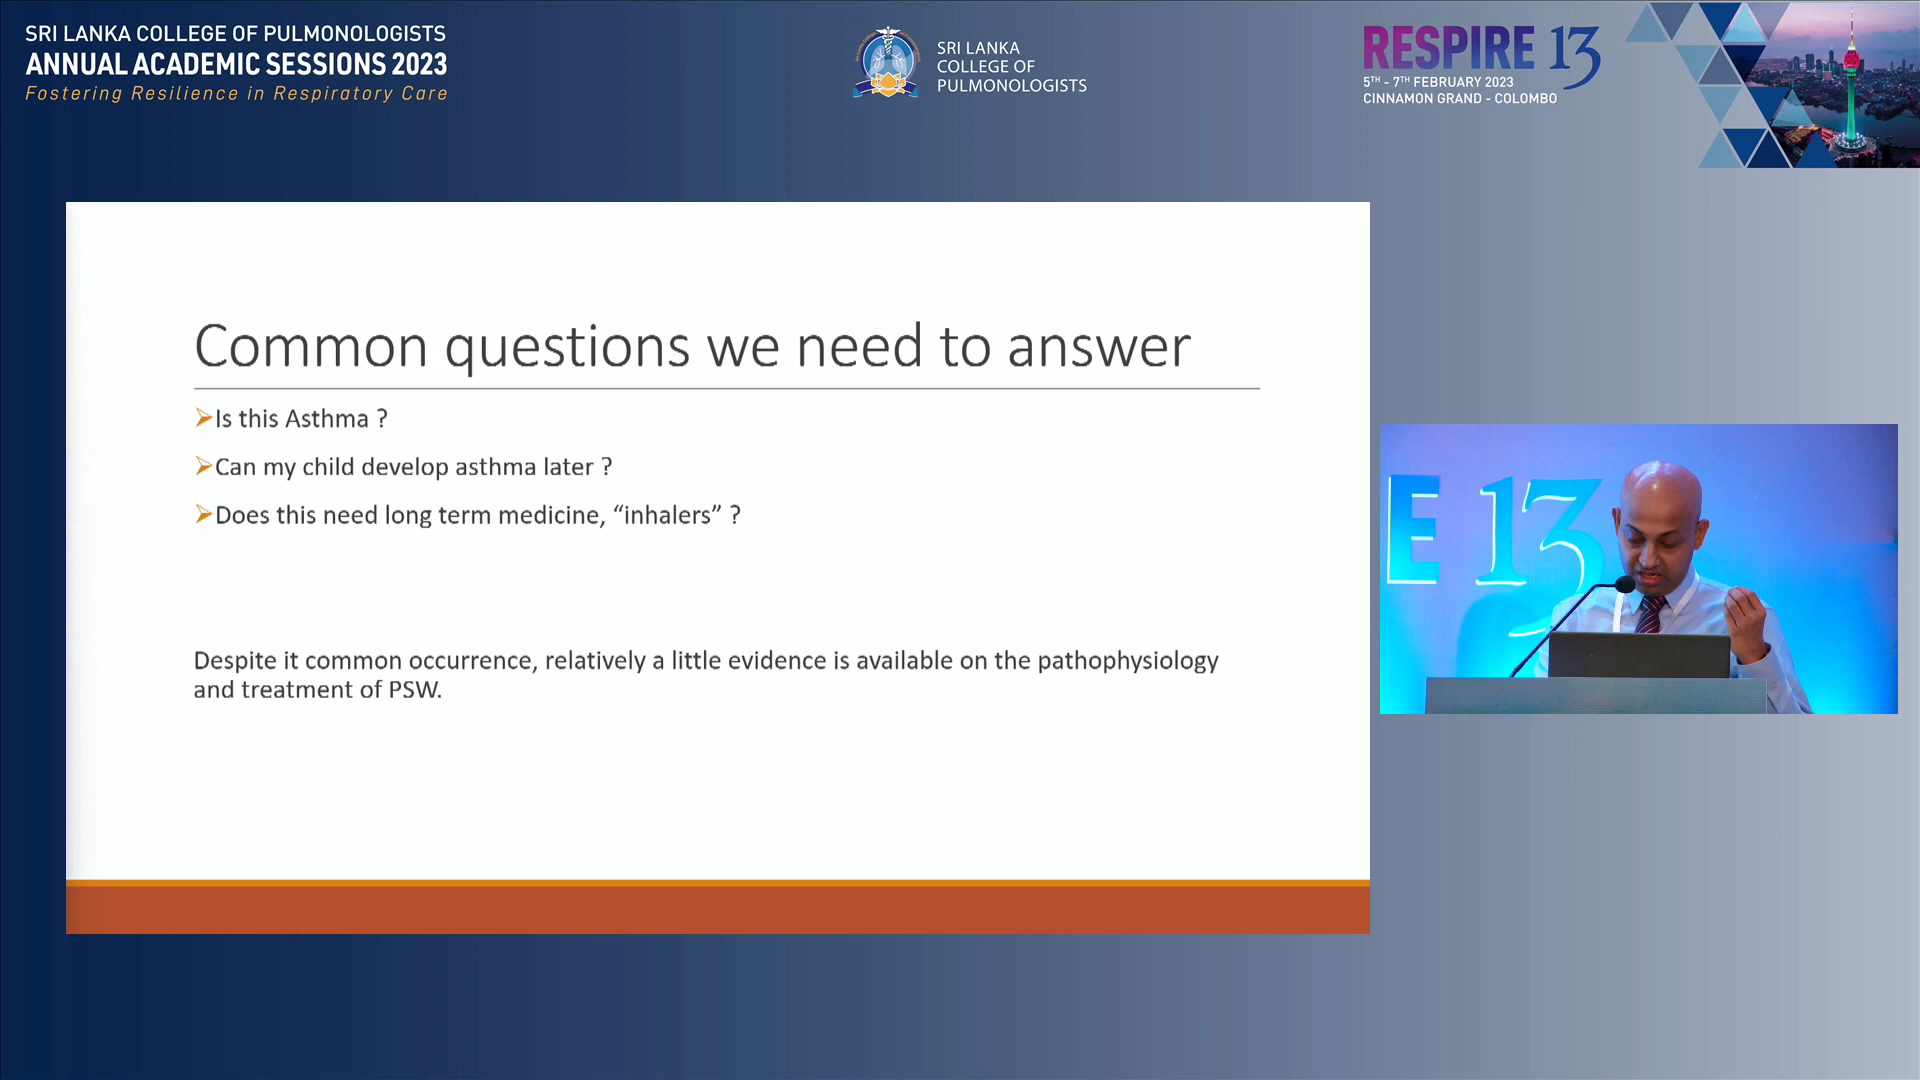 SRI LANKA COLLEGE OF PULMONOLOGISTS
ANNUAL ACADEMIC SESSIONS 2023
Fostering Resilience in Respiratory Care
SRI LANKA
COLLEGE OF
PULMONOLOGISTS
RESPIRE 13
5TH - 7TH FEBRUARY 2023
CINNAMON GRAND - COLOMBO
Common questions we need to answer
Is this Asthma ?
Can my child develop asthma later ?
Does this need long term medicine, “inhalers” ?
Despite it common occurrence, relatively a little evidence is available on the pathophysiology
and treatment of PSW.
E 13